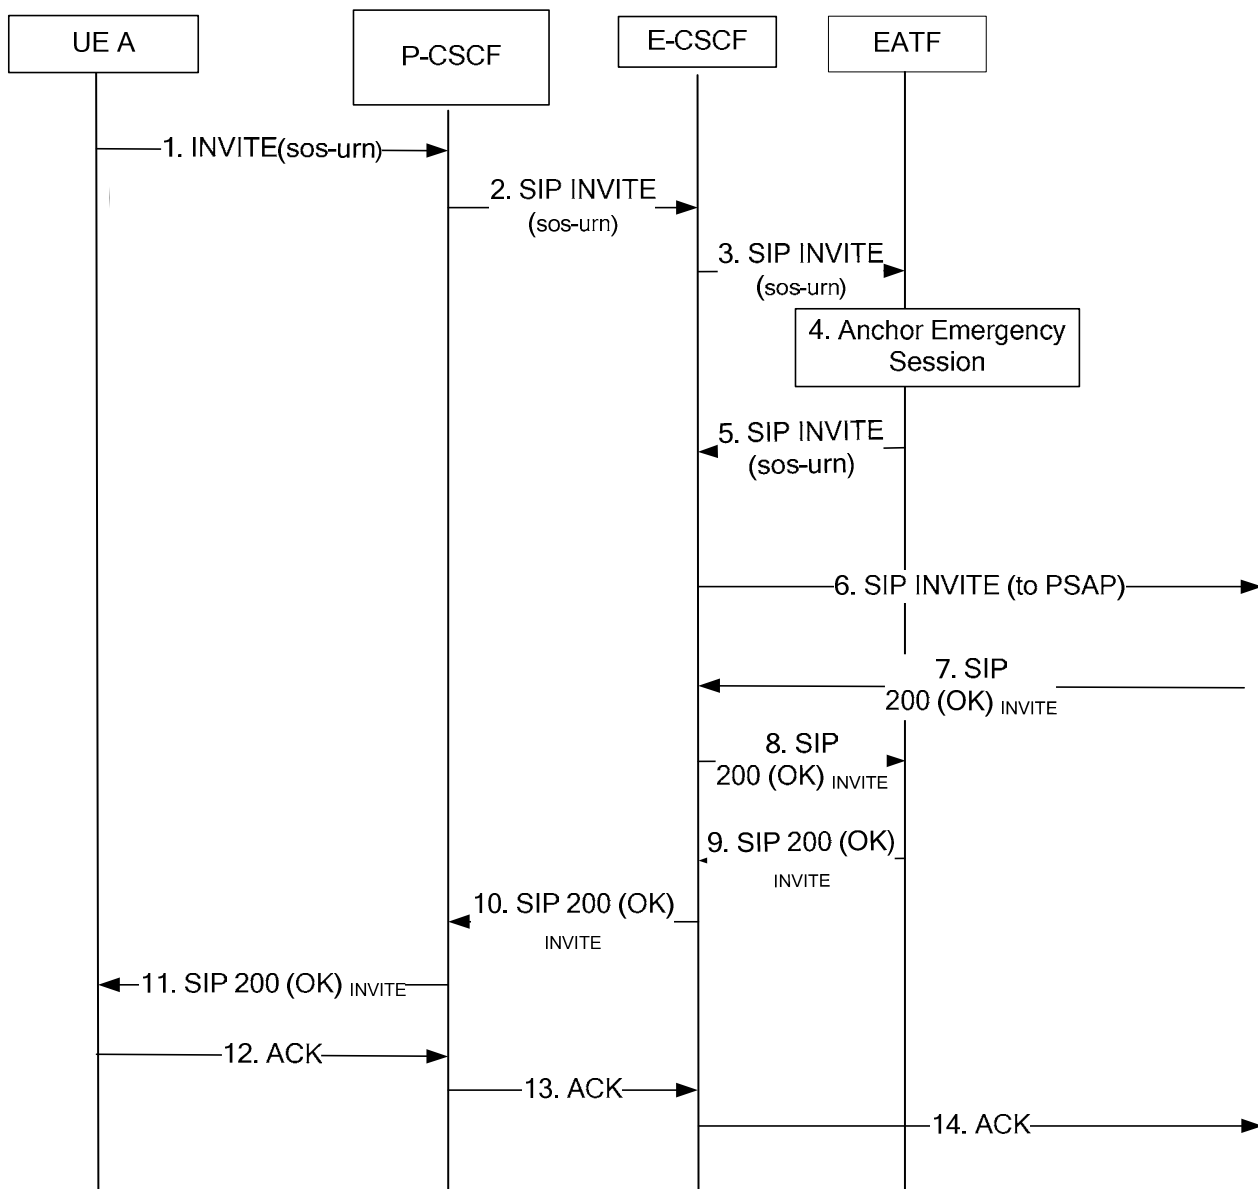 UE A
P-CSCF
E-CSCF
EATF
1. INVITE(sos-urn)
2. SIP INVITE
(sos-urn)
3. SIP INVITE
(sos-urn)
4. Anchor Emergency
Session
5. SIP INVITE
(sos-urn)
6. SIP INVITE (to PSAP)
7. SIP
200 (OK) INVITE
8. SIP
200 (OK) INVITE
9. SIP 200 (OK)
INVITE
10. SIP 200 (OK)
INVITE
11. SIP 200 (OK) INVITE
12. ACK
13. ACK
14. ACK